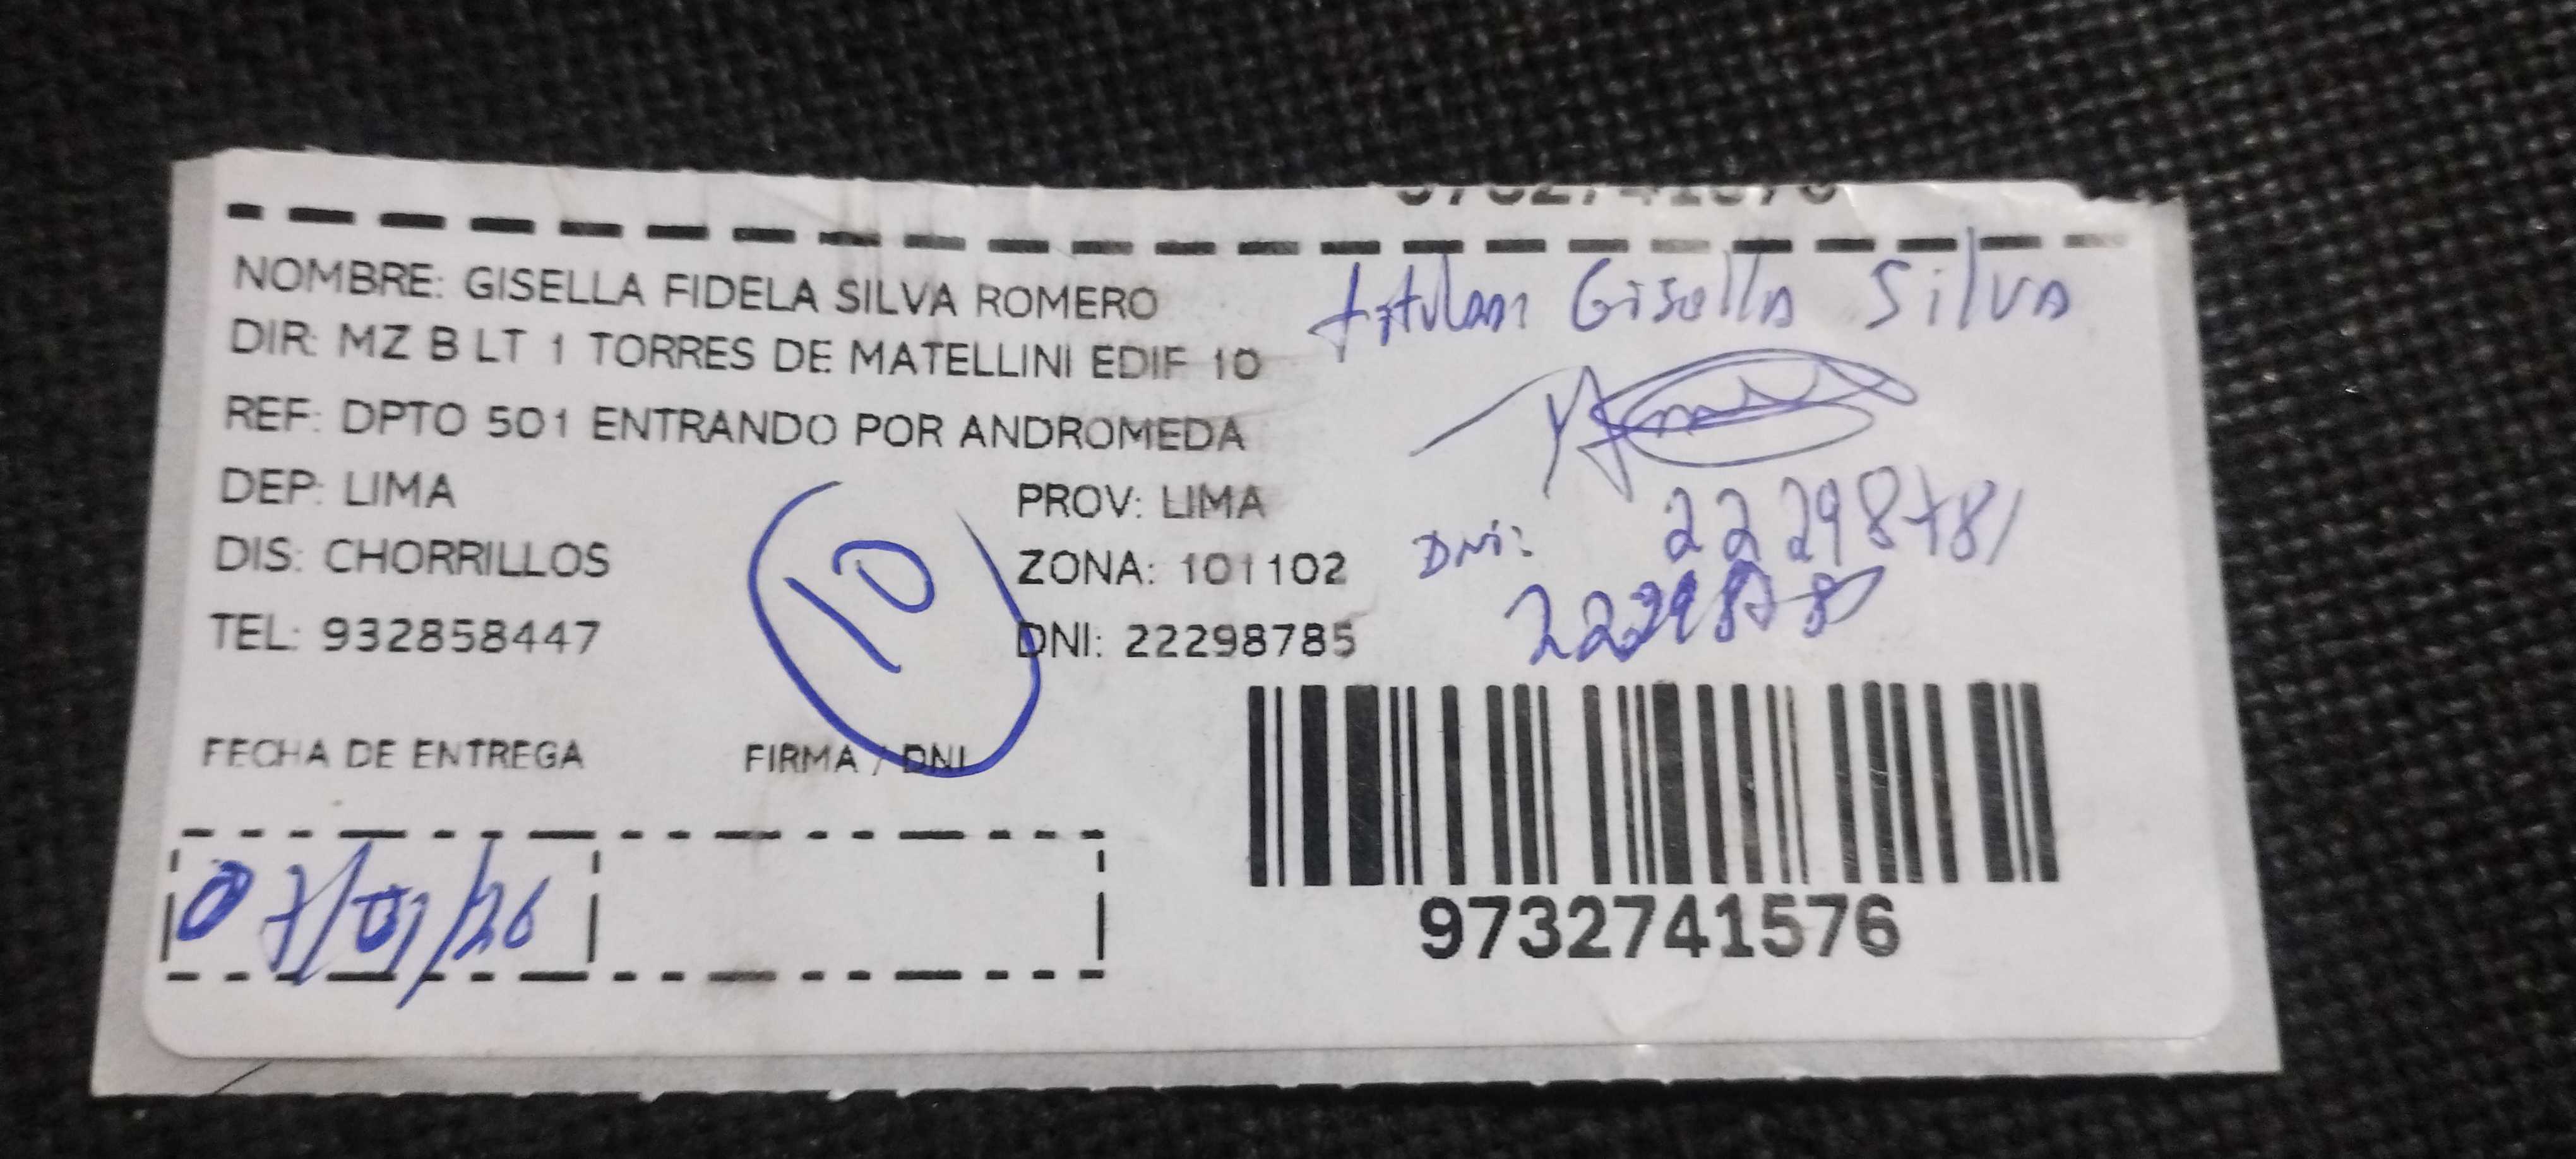 9732741576
NOMBRE: GISELLA FIDELA SILVA ROMERO
titular Gisella Silva
DIR: MZ B LT 1 TORRES DE MATELLINI EDIF 10
REF: DPTO 501 ENTRANDO POR ANDROMEDA
DEP: LIMA
PROV: LIMA
DIS: CHORRILLOS
ZONA: 101102
TEL: 932858447
DNI: 22298785
10
DNI: 22298781
FECHA DE ENTREGA
FIRMA / DNI
07/01/26
9732741576